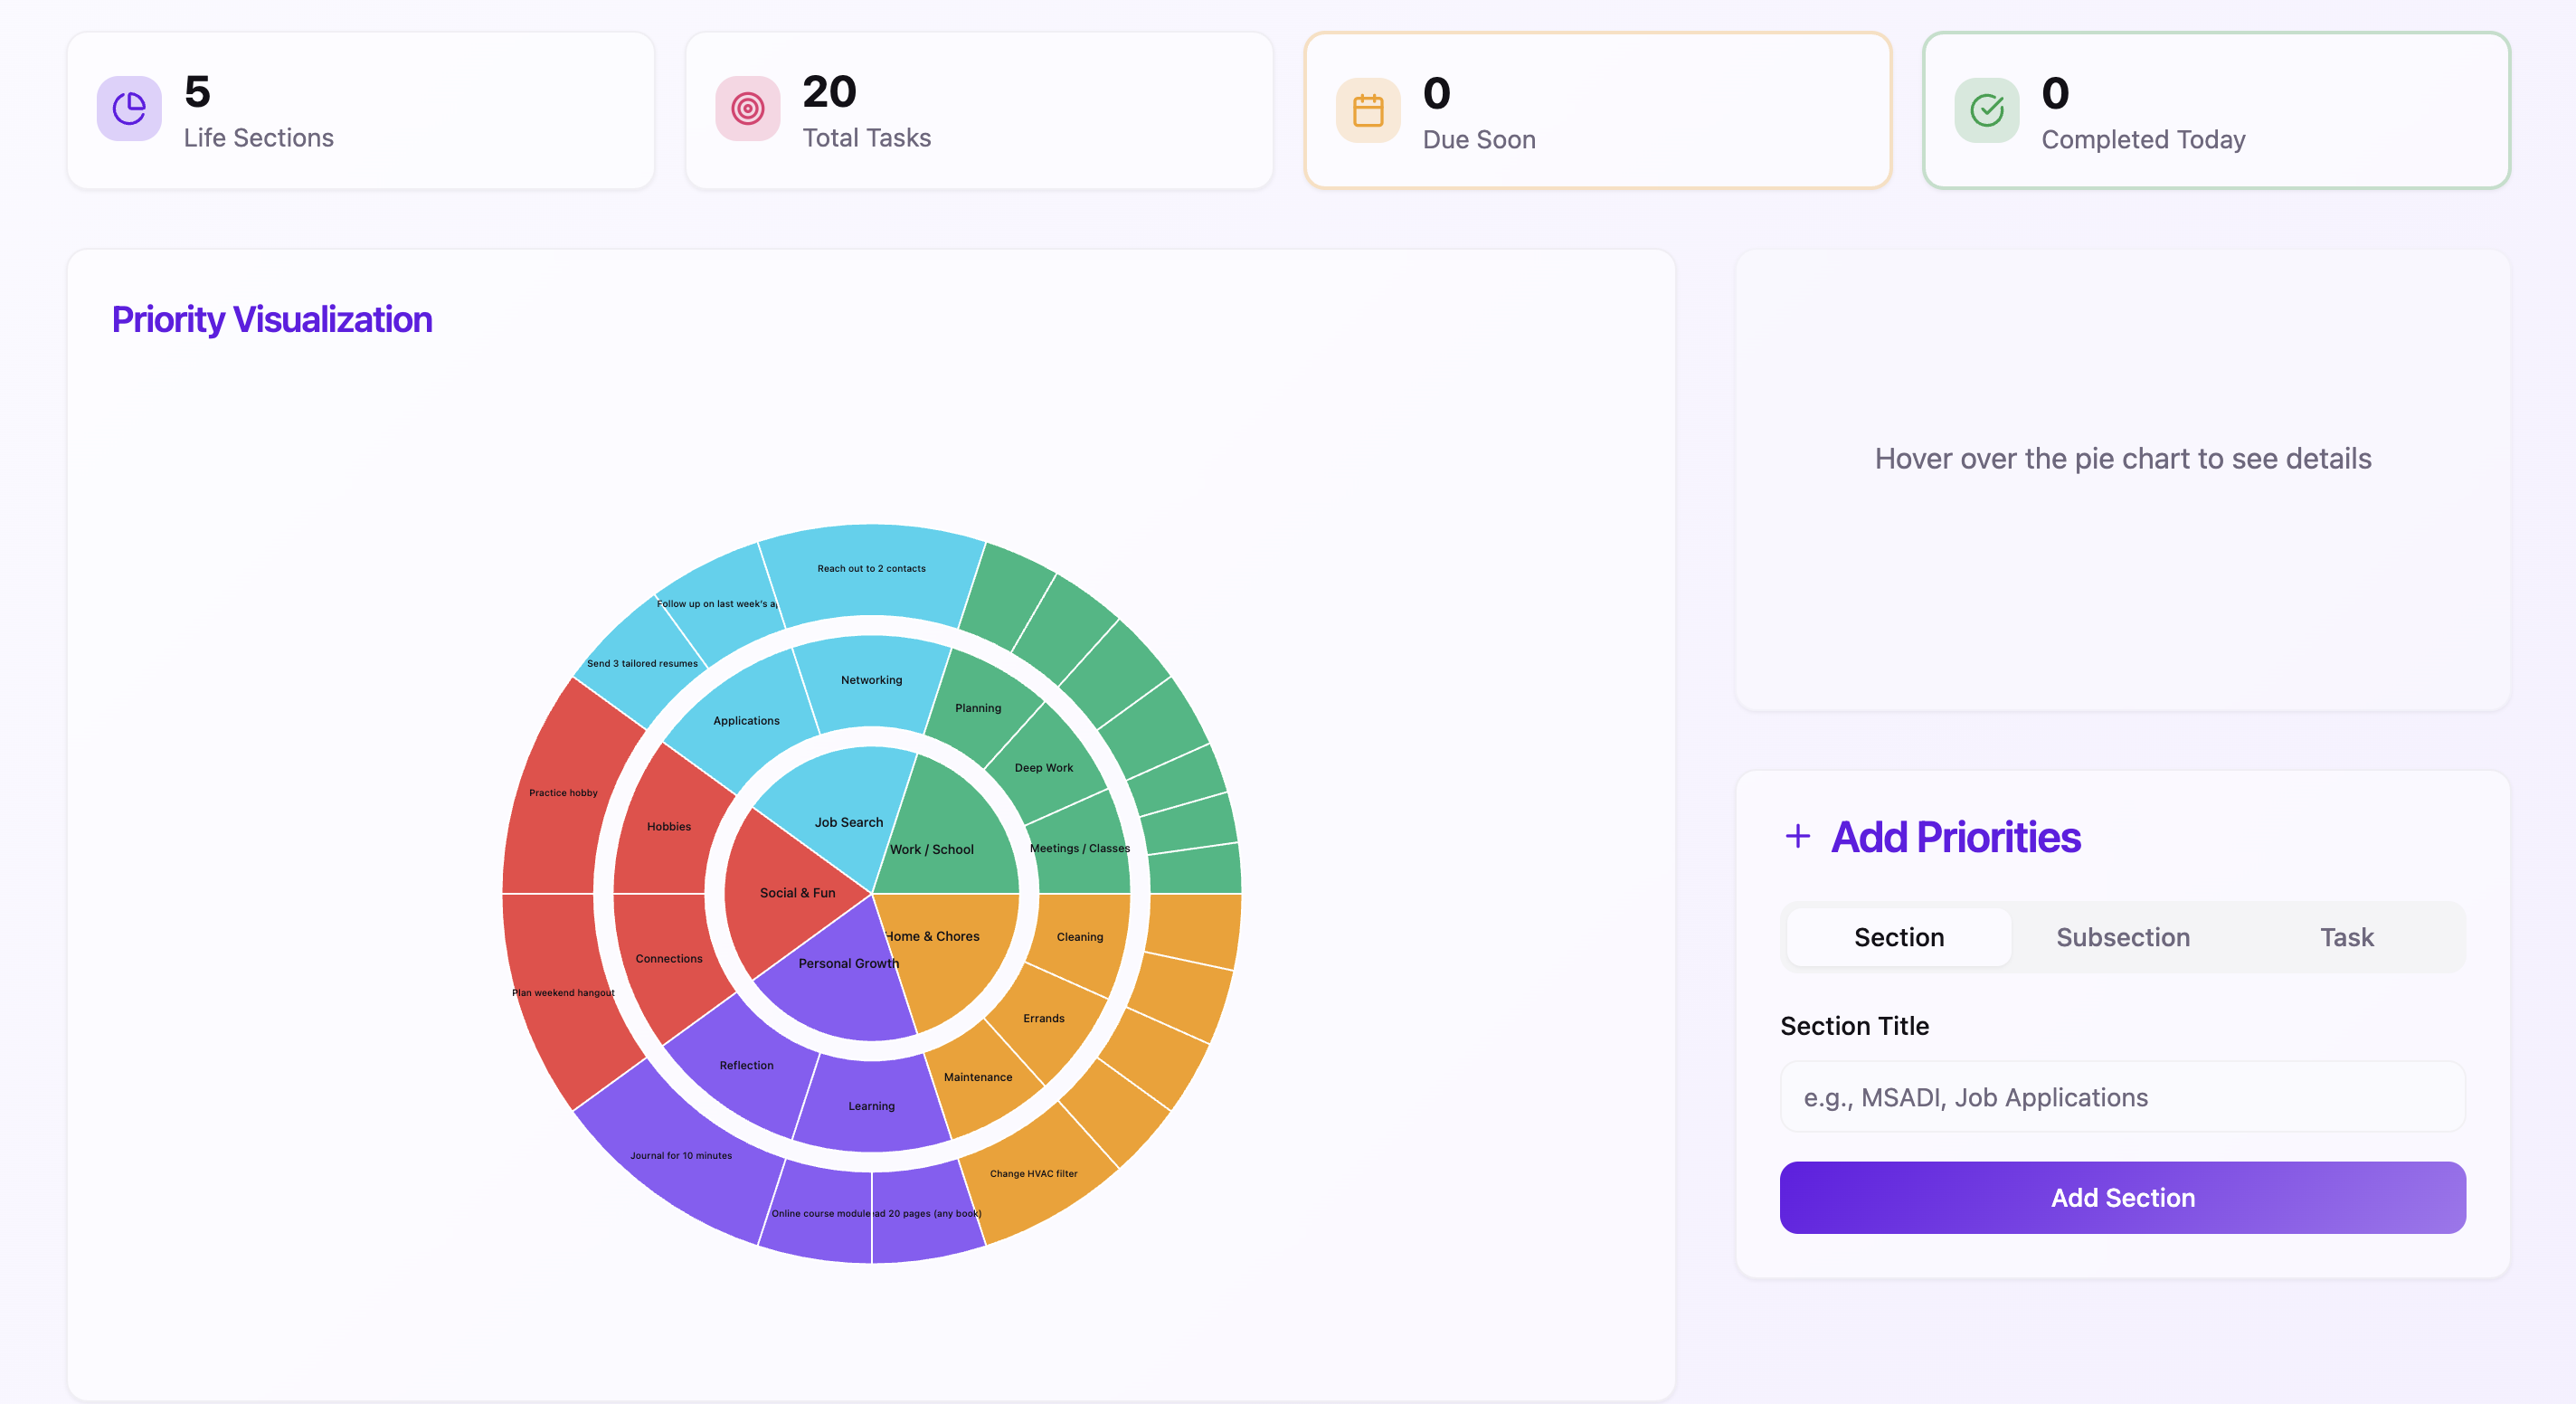 5
Life Sections
20
Total Tasks
0
Due Soon
0
Completed Today
Priority Visualization
Reach out to 2 contacts
Follow up on last week's a
Send 3 tailored resumes
Networking
Planning
Applications
Deep Work
Practice hobby
Hobbies
Job Search
Work / School
Meetings / Classes
Social & Fun
Home & Chores
Cleaning
Connections
Personal Growth
Plan weekend hangout
Errands
Reflection
Maintenance
Learning
Journal for 10 minutes
Change HVAC filter
Online course module
ad 20 pages (any book)
Hover over the pie chart to see details
Add Priorities
Section
Subsection
Task
Section Title
e.g., MSADI, Job Applications
Add Section